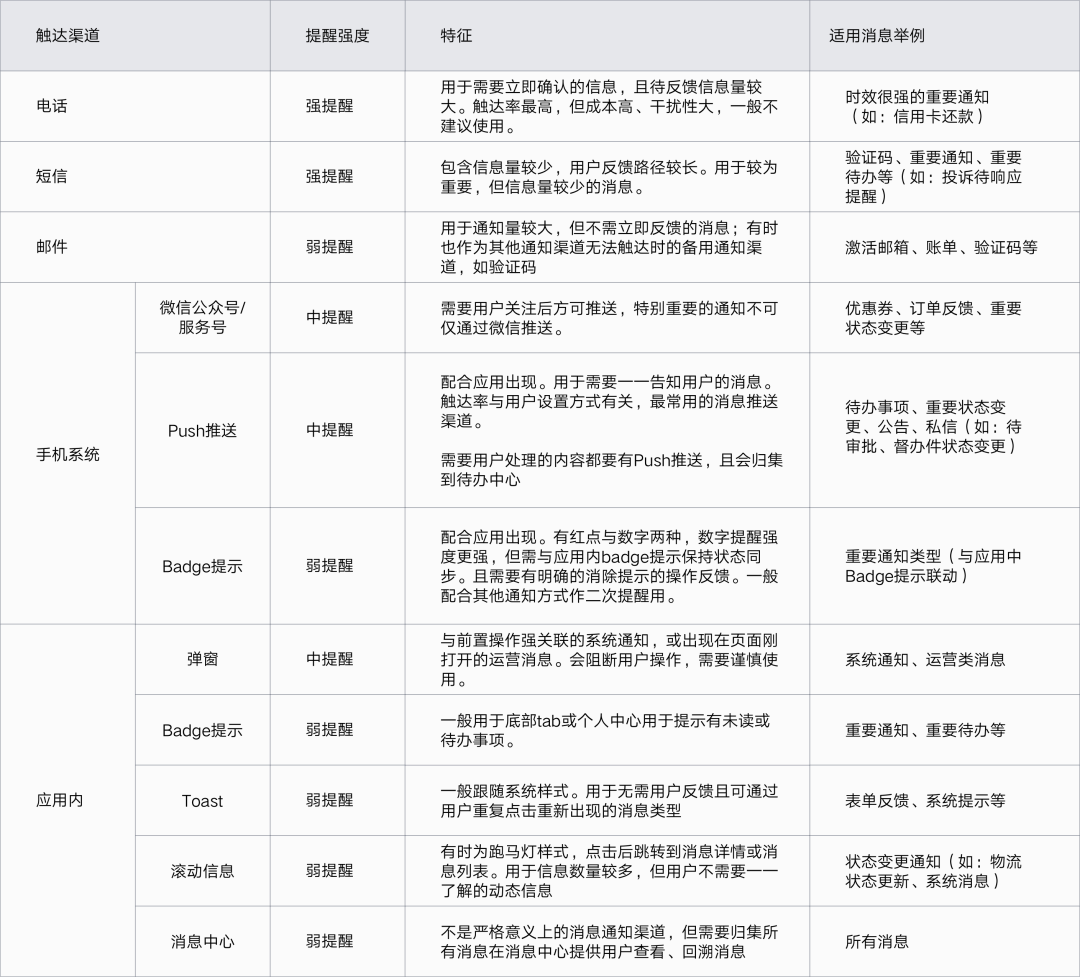 触达渠道
提醒强度
特征
适用消息举例
电话
强提醒
用于需要立即确认的信息，且待反馈信息量较
大。触达率最高，但成本高、干扰性大，一般不
建议使用。
时效很强的重要通知
（如：信用卡还款）
短信
强提醒
包含信息量较少，用户反馈路径较长。用于较为
重要，但信息量较少的消息。
验证码、重要通知、重要
待办等（如：投诉待响应
提醒）
邮件
弱提醒
用于通知量较大，但不需立即反馈的消息；有时
也作为其他通知渠道无法触达时的备用通知渠
道，如验证码
激活邮箱、账单、验证码等
手机系统
微信公众号/
服务号
中提醒
需要用户关注后方可推送，特别重要的通知不可
仅通过微信推送。
优惠券、订单反馈、重要
状态变更等
Push推送
中提醒
配合应用出现。用于需要一一告知用户的消息。
触达率与用户设置方式有关，最常用的消息推送
渠道。
需要用户处理的内容都要有Push推送，且会归集
到待办中心
待办事项、重要状态变
更、公告、私信（如：待
审批、督办件状态变更）
Badge提示
弱提醒
配合应用出现。有红点与数字两种，数字提醒强
度更强，但需与应用内badge提示保持状态同
步。且需要有明确的消除提示的操作反馈。一般
配合其他通知方式作二次提醒用。
重要通知类型（与应用中
Badge提示联动）
应用内
弹窗
中提醒
与前置操作强关联的系统通知，或出现在页面刚
打开的运营消息。会阻断用户操作，需要谨慎使
用。
系统通知、运营类消息
Badge提示
弱提醒
一般用于底部tab或个人中心用于提示有未读或
待办事项。
重要通知、重要待办等
Toast
弱提醒
一般跟随系统样式。用于无需用户反馈且可通过
用户重复点击重新出现的消息类型
表单反馈、系统提示等
滚动信息
弱提醒
有时为跑马灯样式，点击后跳转到消息详情或消
息列表。用于信息数量较多，但用户不需要一一
了解的动态信息
状态变更通知（如：物流
状态更新、系统消息）
消息中心
弱提醒
不是严格意义上的消息通知渠道，但需要归集所
有消息在消息中心提供用户查看、回溯消息
所有消息